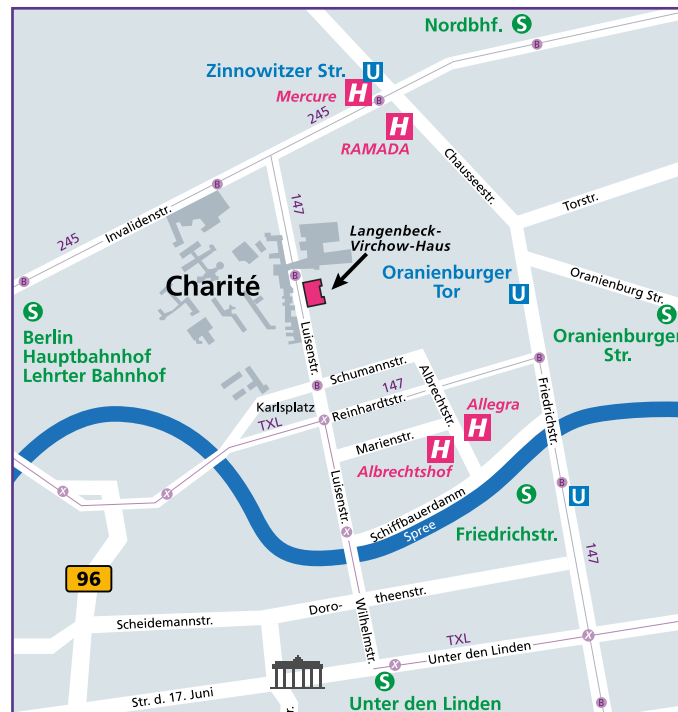 Nordbhf. S
Zinnowitzer Str. U
Mercure H
B
B
245
H
RAMADA
Chausseestr.
147
B
Invalidenstr.
245
Torstr.
Langenbeck-
Virchow-Haus
Charité
B
B
Oranienburger
Tor
U
Oranienburg Str.
S
Berlin
Hauptbahnhof
Lehrter Bahnhof
S
Oranienburger
Str.
Luisenstr.
Schumannstr.
B
B
147
Albrechtstr.
Reinhardtstr.
Friedrichstr.
Karlsplatz
TXL
X
Allegra
H
Marienstr.
H
Albrechtshof
Luisenstr.
X
X
X
Schiffbauerdamm
Spree
S
B
U
Friedrichstr.
147
96
Wilhelmstr.
Doro-
theenstr.
Scheidemannstr.
TXL
X
Unter den Linden
X
S
Str. d. 17. Juni
Unter den Linden
B
r.